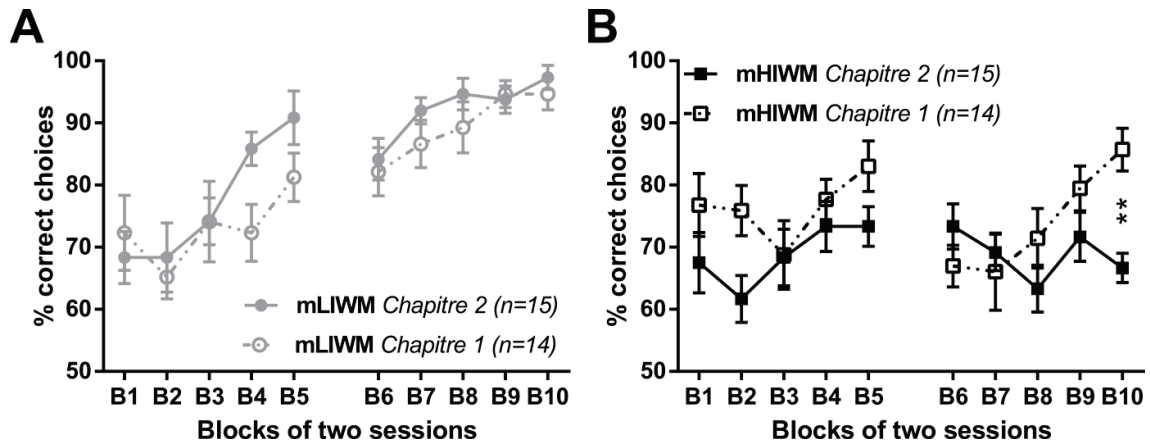 A
% correct choices
100
90
80
70
60
50
mLIWM Chapitre 2 (n=15)
mLIWM Chapitre 1 (n=14)
B1 B2 B3 B4 B5 B6 B7 B8 B9 B10
Blocks of two sessions
B
% correct choices
100
90
80
70
60
50
mHIWM Chapitre 2 (n=15)
mHIWM Chapitre 1 (n=14)
**
B1 B2 B3 B4 B5 B6 B7 B8 B9 B10
Blocks of two sessions